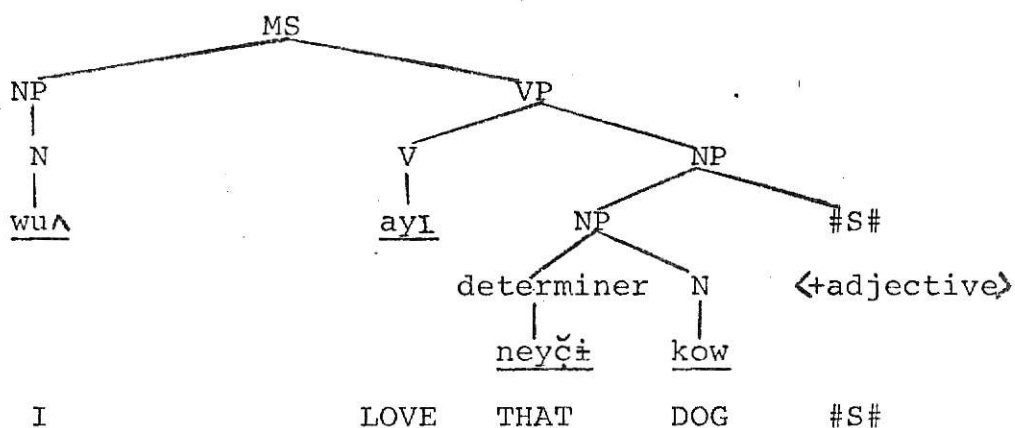 MS
NP VP
N V NP
wuʌ ayɪ NP #S#
determiner N <+adjective>
neyčɨ kow
I LOVE THAT DOG #S#